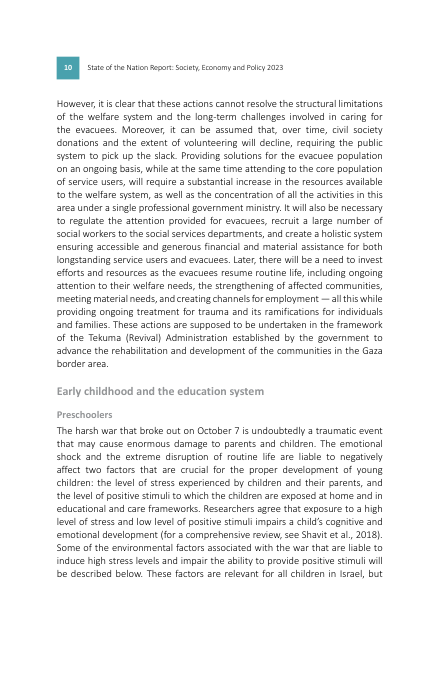 10
State of the Nation Report: Society, Economy and Policy 2023
However, it is clear that these actions cannot resolve the structural limitations
of the welfare system and the long-term challenges involved in caring for
the evacuees. Moreover, it can be assumed that, over time, civil society
donations and the extent of volunteering will decline, requiring the public
system to pick up the slack. Providing solutions for the evacuee population
on an ongoing basis, while at the same time attending to the core population
of service users, will require a substantial increase in the resources available
to the welfare system, as well as the concentration of all the activities in this
area under a single professional government ministry. It will also be necessary
to regulate the attention provided for evacuees, recruit a large number of
social workers to the social services departments, and create a holistic system
ensuring accessible and generous financial and material assistance for both
longstanding service users and evacuees. Later, there will be a need to invest
efforts and resources as the evacuees resume routine life, including ongoing
attention to their welfare needs, the strengthening of affected communities,
meeting material needs, and creating channels for employment — all this while
providing ongoing treatment for trauma and its ramifications for individuals
and families. These actions are supposed to be undertaken in the framework
of the Tekuma (Revival) Administration established by the government to
advance the rehabilitation and development of the communities in the Gaza
border area.
Early childhood and the education system
Preschoolers
The harsh war that broke out on October 7 is undoubtedly a traumatic event
that may cause enormous damage to parents and children. The emotional
shock and the extreme disruption of routine life are liable to negatively
affect two factors that are crucial for the proper development of young
children: the level of stress experienced by children and their parents, and
the level of positive stimuli to which the children are exposed at home and in
educational and care frameworks. Researchers agree that exposure to a high
level of stress and low level of positive stimuli impairs a child's cognitive and
emotional development (for a comprehensive review, see Shavit et al., 2018).
Some of the environmental factors associated with the war that are liable to
induce high stress levels and impair the ability to provide positive stimuli will
be described below. These factors are relevant for all children in Israel, but